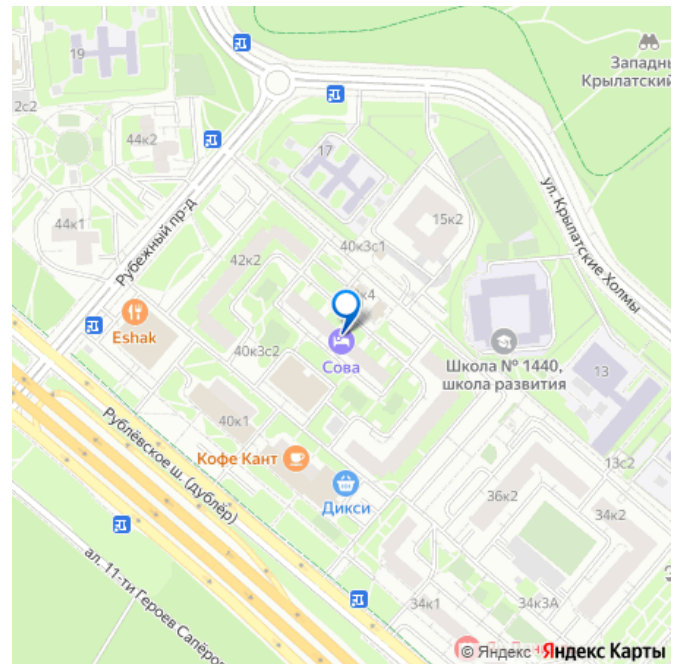 19
Западны
Крылатский
2с2
44к2
17
ул. Крылатские Холмы
44к1
Рубежный пр-д
15к2
40к3с1
42к2
к4
Eshak
40к3с2
Сова
Школа № 1440,
школа развития
13
40к1
Рублёвское ш. (дублёр)
Кофе Кант
13с2
Дикси
36к2
34к2
ал. 11-ти Героев Сапёро
34к1
34к3А
© Яндекс Яндекс Карты